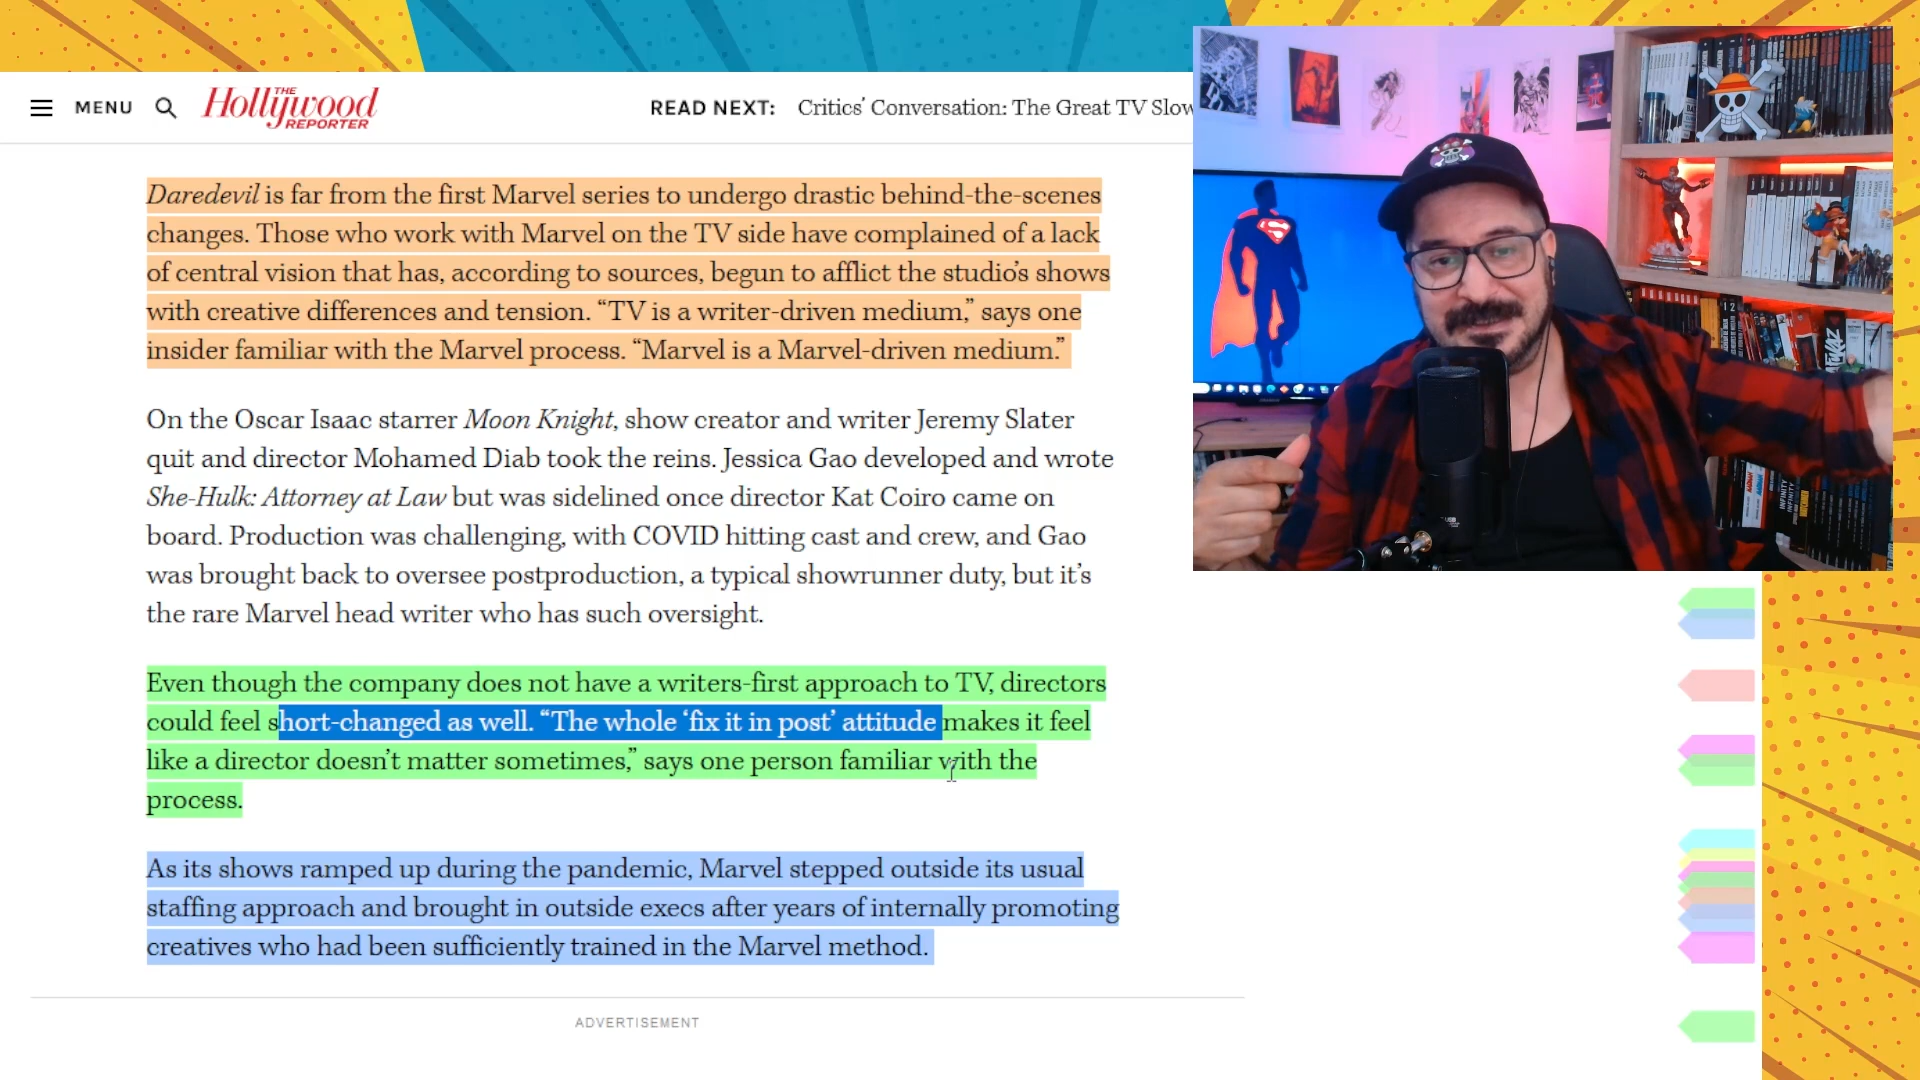 MENU
THE
Hollywood
REPORTER
READ NEXT: Critics' Conversation: The Great TV Slow
Daredevil is far from the first Marvel series to undergo drastic behind-the-scenes
changes. Those who work with Marvel on the TV side have complained of a lack
of central vision that has, according to sources, begun to afflict the studio's shows
with creative differences and tension. “TV is a writer-driven medium,” says one
insider familiar with the Marvel process. “Marvel is a Marvel-driven medium.”
On the Oscar Isaac starrer Moon Knight, show creator and writer Jeremy Slater
quit and director Mohamed Diab took the reins. Jessica Gao developed and wrote
She-Hulk: Attorney at Law but was sidelined once director Kat Coiro came on
board. Production was challenging, with COVID hitting cast and crew, and Gao
was brought back to oversee postproduction, a typical showrunner duty, but it's
the rare Marvel head writer who has such oversight.
Even though the company does not have a writers-first approach to TV, directors
could feel short-changed as well. “The whole ‘fix it in post’ attitude makes it feel
like a director doesn't matter sometimes,” says one person familiar with the
process.
As its shows ramped up during the pandemic, Marvel stepped outside its usual
staffing approach and brought in outside execs after years of internally promoting
creatives who had been sufficiently trained in the Marvel method.
ADVERTISEMENT